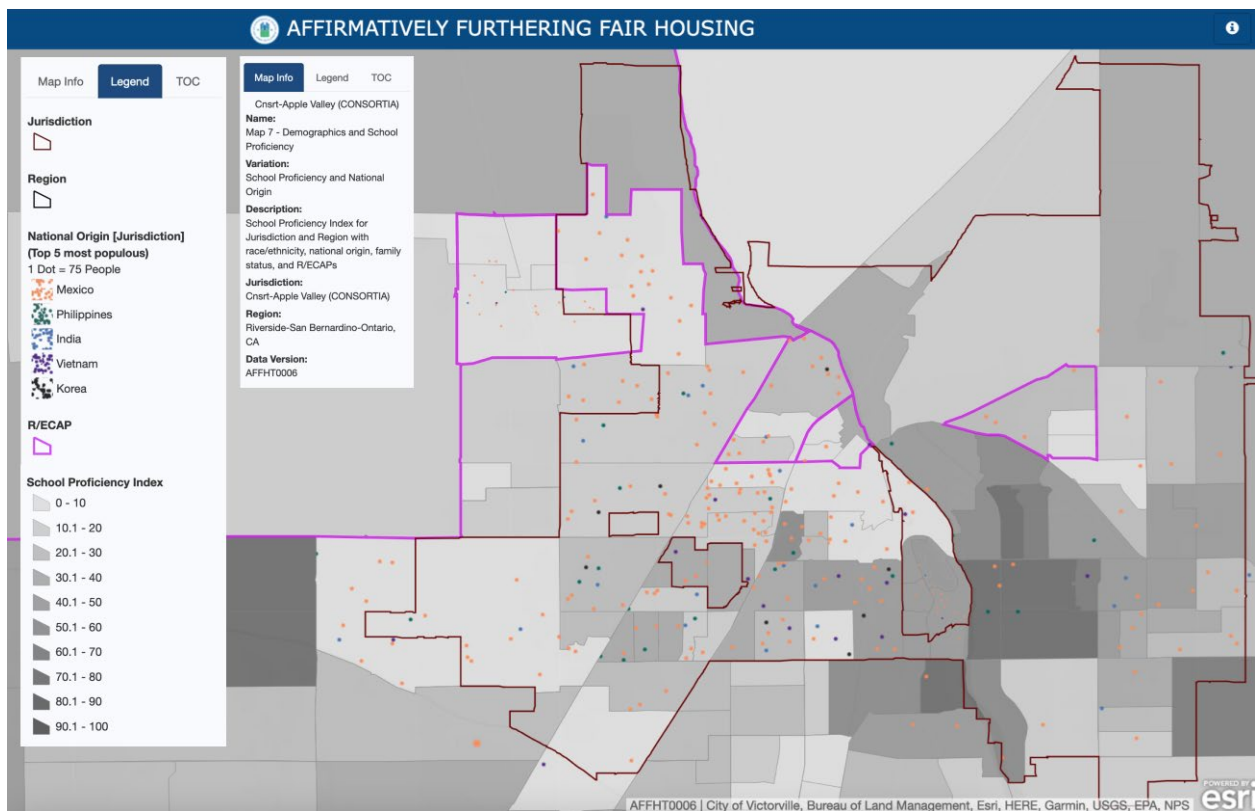 AFFIRMATIVELY FURTHERING FAIR HOUSING
Map Info Legend TOC
Jurisdiction
Region
National Origin [Jurisdiction]
(Top 5 most populous)
1 Dot = 75 People
Mexico
Philippines
India
Vietnam
Korea
R/ECAP
School Proficiency Index
0 - 10
10.1 - 20
20.1 - 30
30.1 - 40
40.1 - 50
50.1 - 60
60.1 - 70
70.1 - 80
80.1 - 90
90.1 - 100
Map Info Legend TOC
Cnsrt-Apple Valley (CONSORTIA)
Name:
Map 7 - Demographics and School
Proficiency
Variation:
School Proficiency and National
Origin
Description:
School Proficiency Index for
Jurisdiction and Region with
race/ethnicity, national origin, family
status, and R/ECAPs
Jurisdiction:
Cnsrt-Apple Valley (CONSORTIA)
Region:
Riverside-San Bernardino-Ontario,
CA
Data Version:
AFFHT0006
AFFHT0006 | City of Victorville, Bureau of Land Management, Esri, HERE, Garmin, USGS, EPA, NPS
POWERED BY
esri